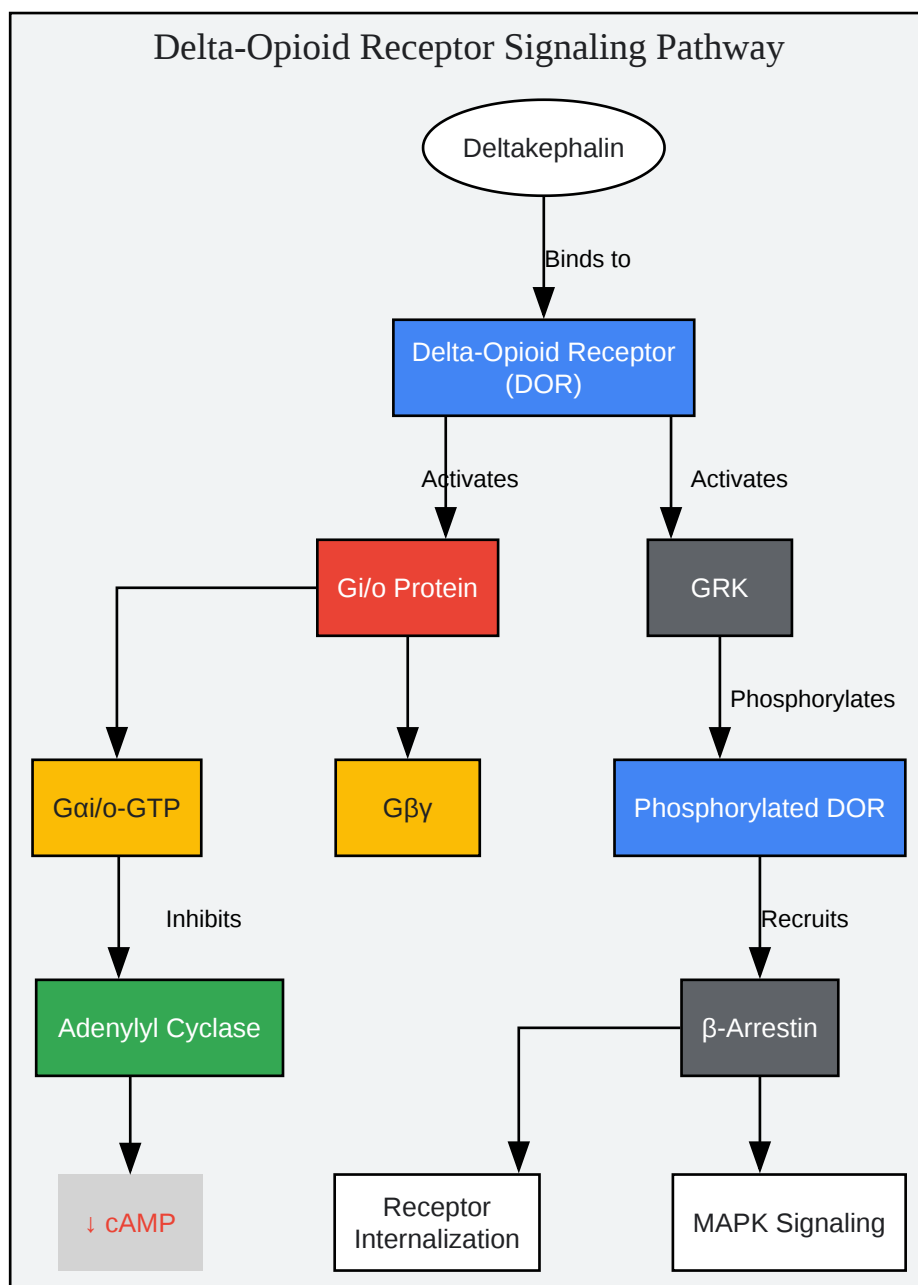 Delta-Opioid Receptor Signaling Pathway
Deltakephalin
Binds to
Delta-Opioid Receptor
(DOR)
Activates
Activates
Gi/o Protein
GRK
Phosphorylates
Gαi/o-GTP
Gβγ
Phosphorylated DOR
Inhibits
Recruits
Adenylyl Cyclase
β-Arrestin
↓ cAMP
Receptor
Internalization
MAPK Signaling